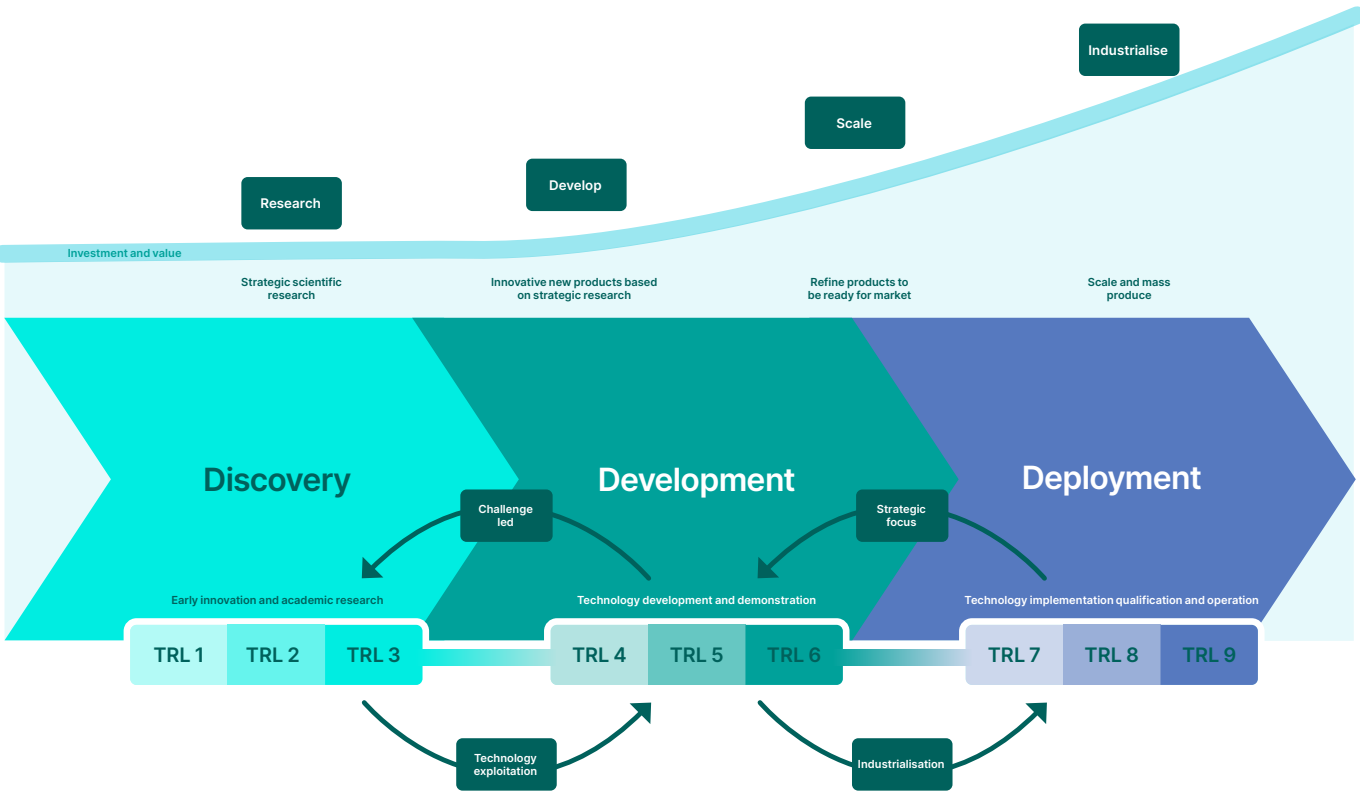 Industrialise
Scale
Develop
Research
Investment and value
Strategic scientific
research
Innovative new products based
on strategic research
Refine products to
be ready for market
Scale and mass
produce
Discovery
Development
Deployment
Challenge
led
Strategic
focus
Early innovation and academic research
Technology development and demonstration
Technology implementation qualification and operation
TRL 1
TRL 2
TRL 3
TRL 4
TRL 5
TRL 6
TRL 7
TRL 8
TRL 9
Technology
exploitation
Industrialisation